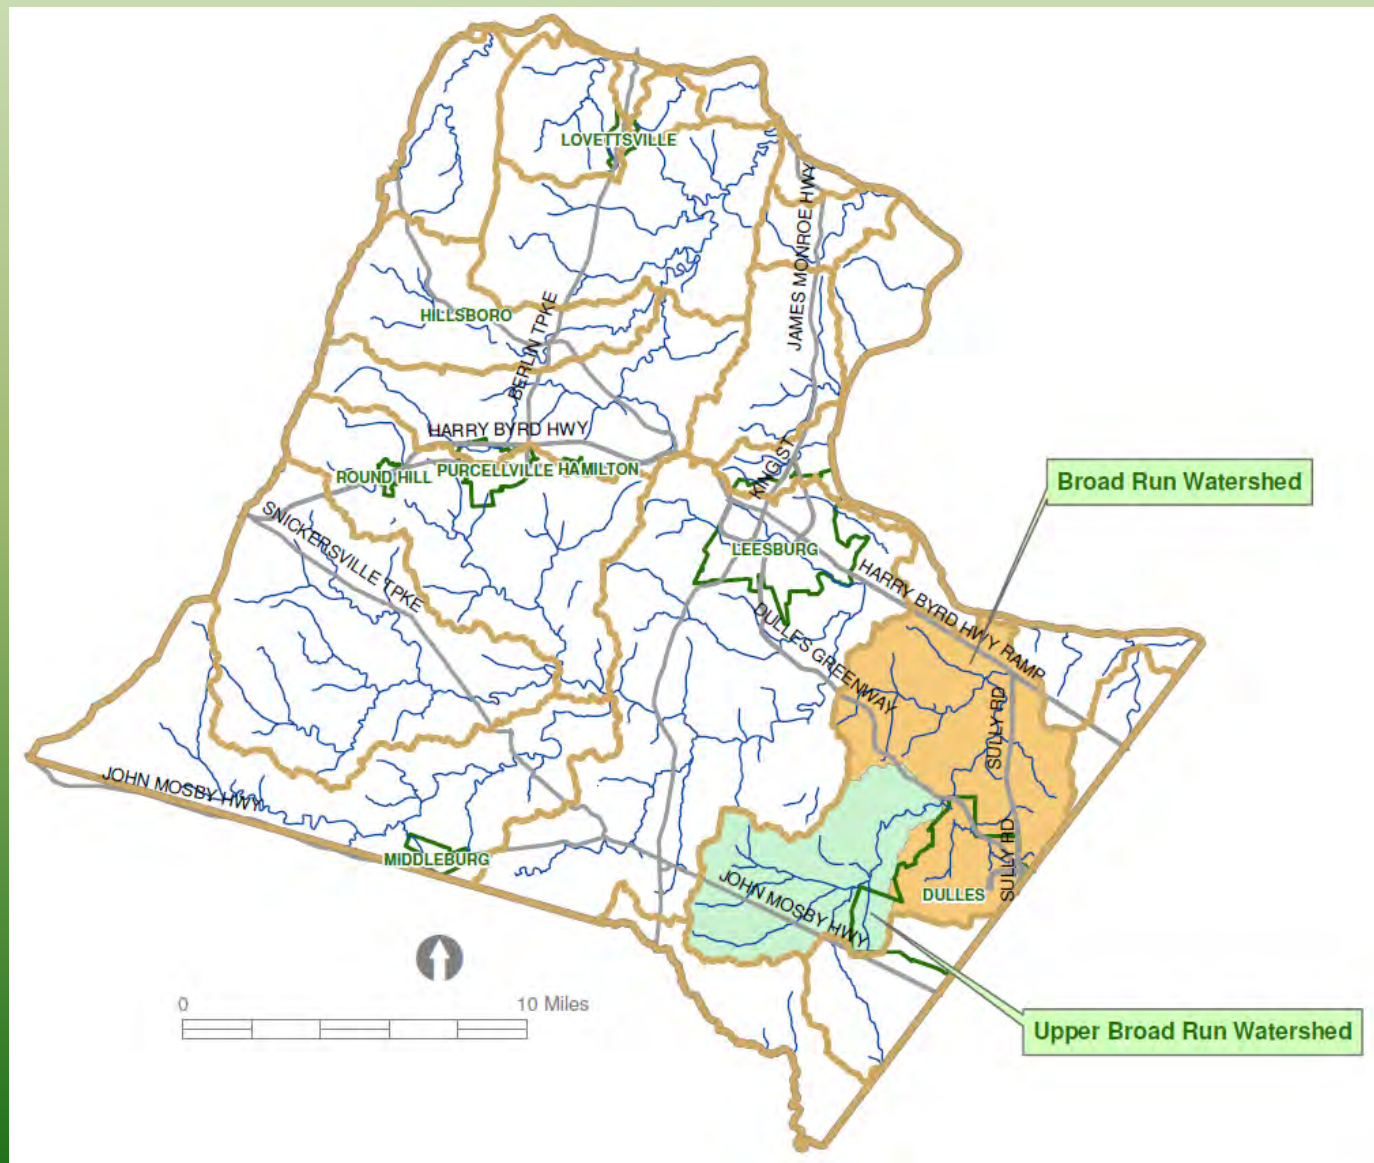 LOVETTSVILLE
JAMES MONROE HWY
HILLSBORO
BERLIN TPKE
HARRY BYRD HWY
ROUND HILL
PURCELLVILLE
HAMILTON
KING ST
Broad Run Watershed
SNICKERSVILLE TPKE
LEESBURG
HARRY BYRD HWY RAMP
DULLES GREENWAY
SULLY RD
JOHN MOSBY HWY
MIDDLEBURG
SULLY RD
JOHN MOSBY HWY
DULLES
0 10 Miles
Upper Broad Run Watershed